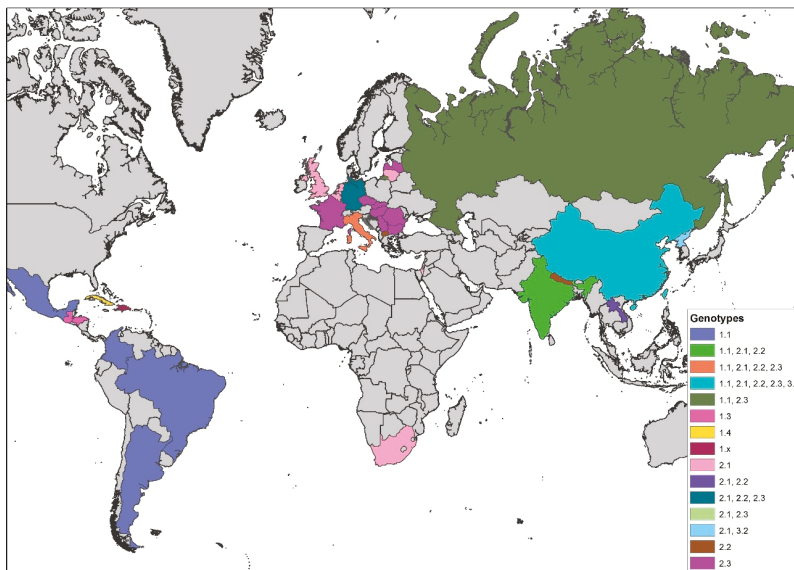 Genotypes
1.1
1.1, 2.1, 2.2
1.1, 2.1, 2.2, 2.3
1.1, 2.1, 2.2, 2.3, 3.
1.1, 2.3
1.3
1.4
1.x
2.1
2.1, 2.2
2.1, 2.2, 2.3
2.1, 2.3
2.1, 3.2
2.2
2.3